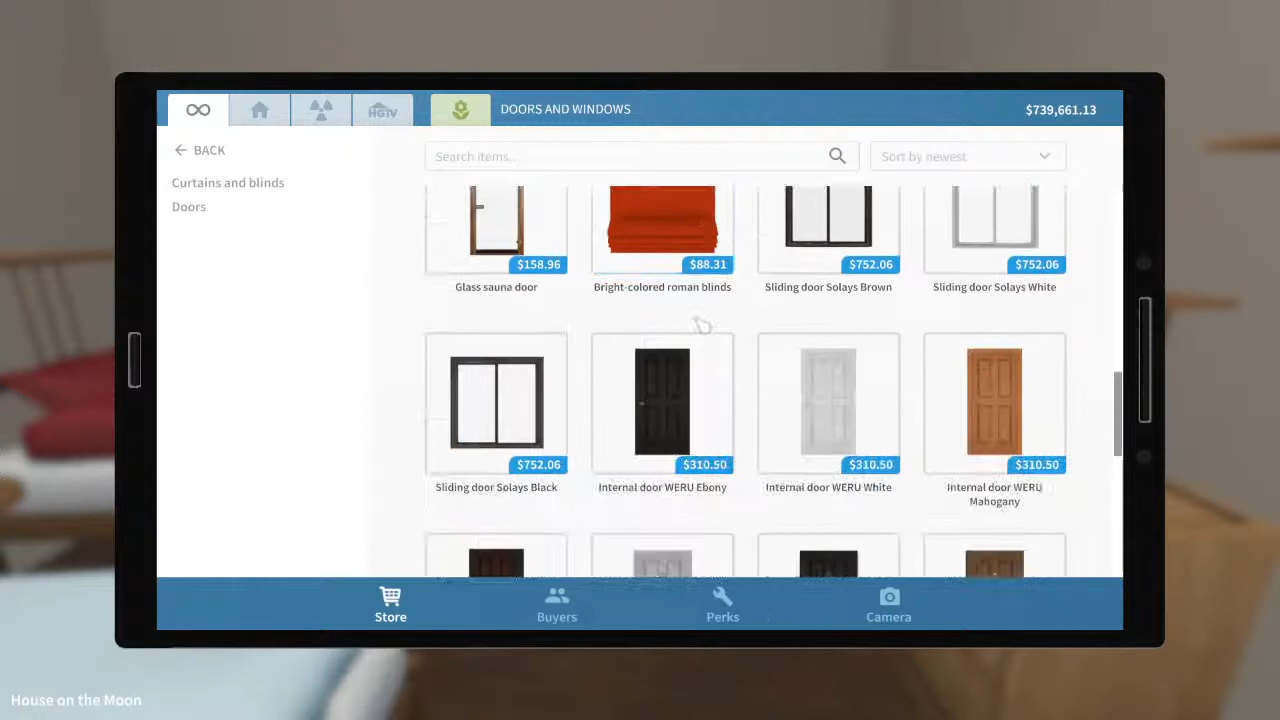 HGTV
DOORS AND WINDOWS
$739,661.13
BACK
Search items...
Sort by newest
Curtains and blinds
Doors
$158.96
$88.31
$752.06
$752.06
Glass sauna door
Bright-colored roman blinds
Sliding door Solays Brown
Sliding door Solays White
$752.06
$310.50
$310.50
$310.50
Sliding door Solays Black
Internal door WERU Ebony
Internal door WERU White
Internal door WERU
Mahogany
Store
Buyers
Perks
Camera
House on the Moon